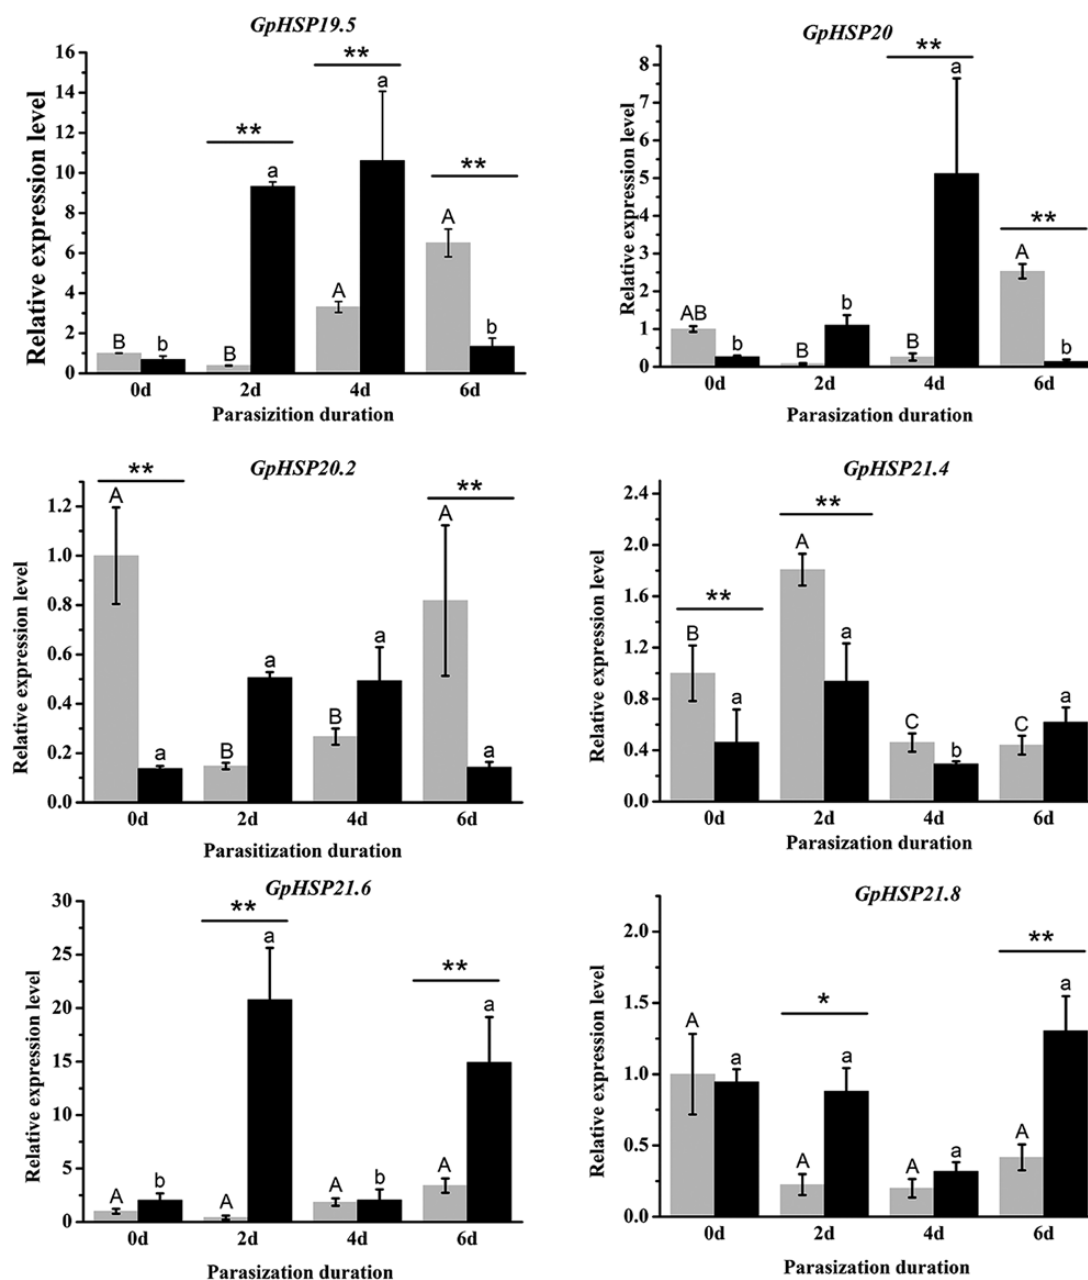 GpHSP19.5
Relative expression level
16
14
12
10
8
6
4
2
0
**
**
**
B
b
B
a
A
a
A
b
0d 2d 4d 6d
Parasizition duration
GpHSP20
Relative expression level
8
7
6
5
4
3
2
1
0
**
**
AB
b
B
b
B
a
A
b
0d 2d 4d 6d
Parasization duration
GpHSP20.2
Relative expression level
1.2
1.0
0.8
0.6
0.4
0.2
0.0
**
**
A
a
B
a
B
a
A
a
0d 2d 4d 6d
Parasitization duration
GpHSP21.4
Relative expression level
2.4
2.0
1.6
1.2
0.8
0.4
0.0
**
**
B
a
A
a
C
b
C
a
0d 2d 4d 6d
Parasization duration
GpHSP21.6
Relative expression level
30
25
20
15
10
5
0
**
**
A
b
A
a
A
b
A
a
0d 2d 4d 6d
Parasization duration
GpHSP21.8
Relative expression level
2.0
1.5
1.0
0.5
0.0
*
**
A
a
A
a
A
a
A
a
0d 2d 4d 6d
Parasization duration